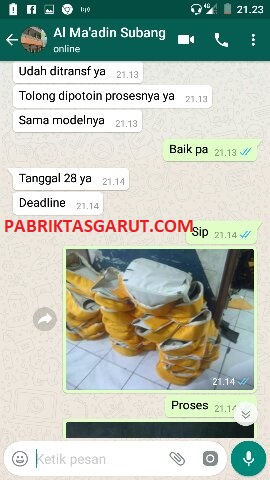 21.23
Al Ma'adin Subang
online
Udah ditransf ya 21.13
Tolong dipotoin prosesnya ya 21.13
Sama modelnya 21.13
Baik pa 21.13
Tanggal 28 ya 21.14
Deadline 21.14
PABRIKTASGARUT.COM
Sip 21.14
21.14
Proses 21.14
Ketik pesan